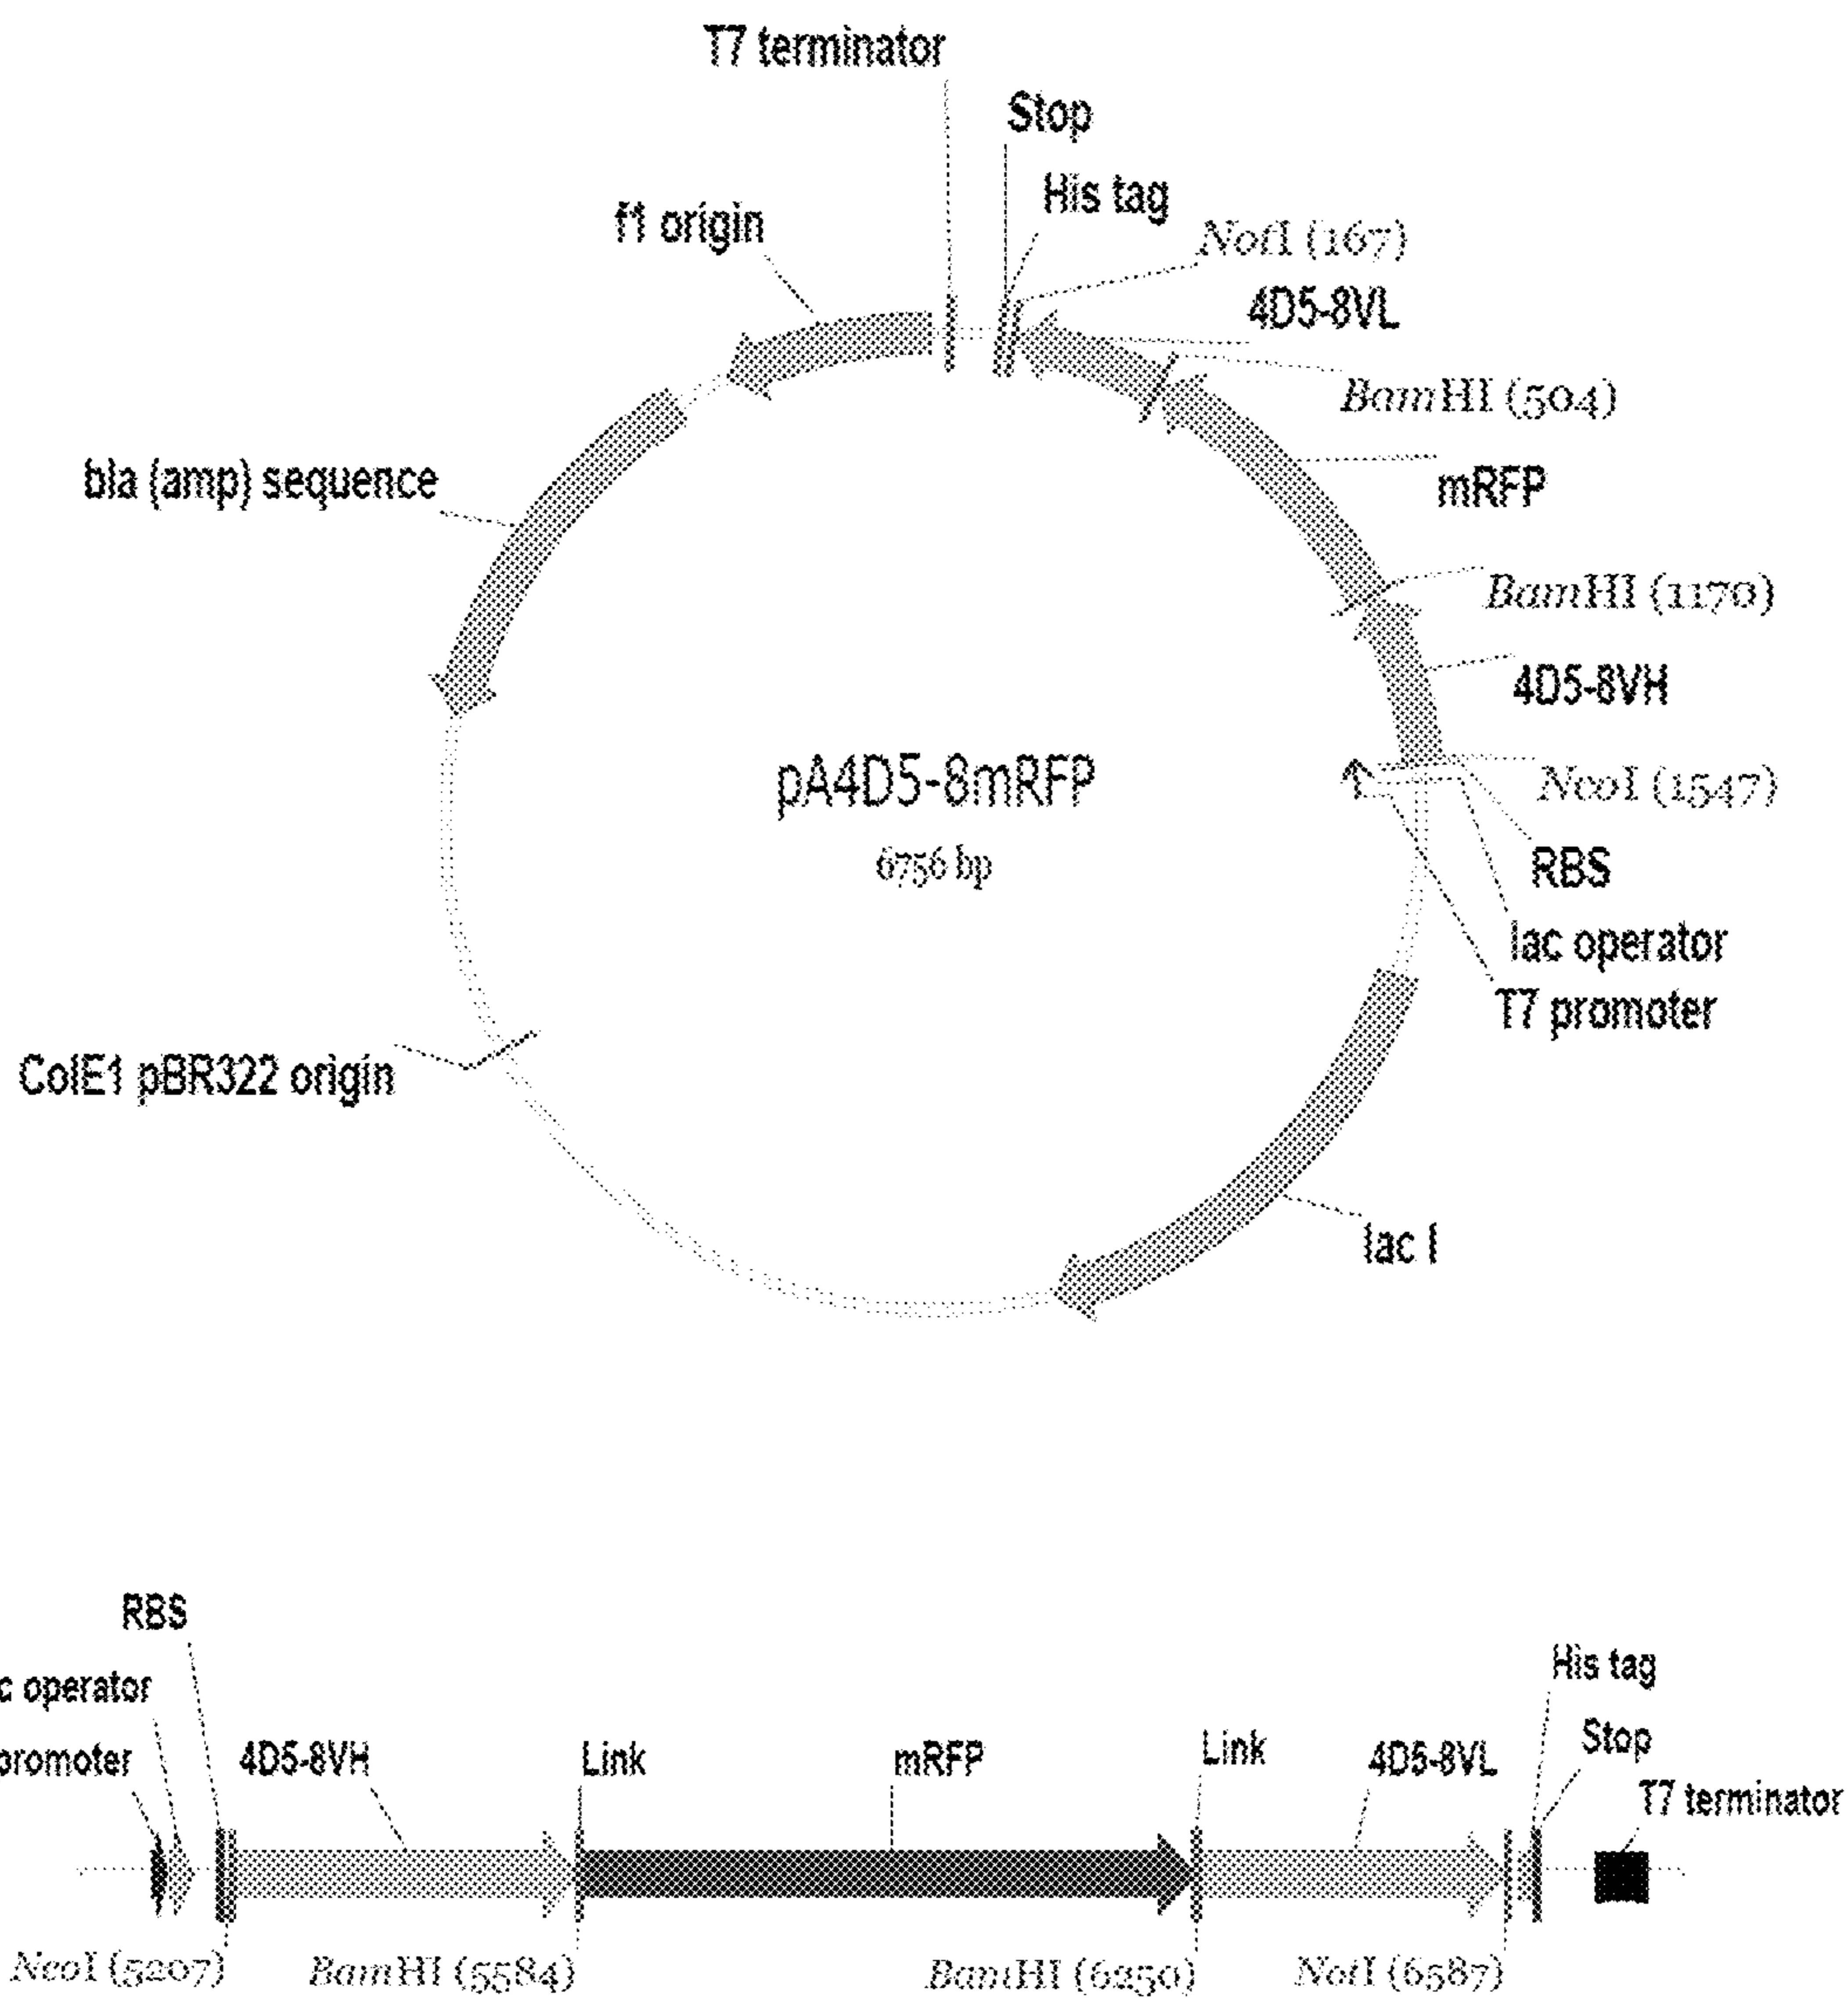 T7 terminator
Stop
His tag
f1 origin
NotI (167)
4D5-8VL
BamHI (504)
bla (amp) sequence
mRFP
BamHI (1170)
4D5-8VH
pA4D5-8mRFP
NcoI (1547)
6756 bp
RBS
lac operator
T7 promoter
ColE1 pBR322 origin
lac I
RBS
His tag
c operator
Stop
promoter
4D5-8VH
Link
mRFP
Link
4D5-8VL
T7 terminator
NcoI (5207)
BamHI (5584)
BamHI (6250)
NotI (6587)